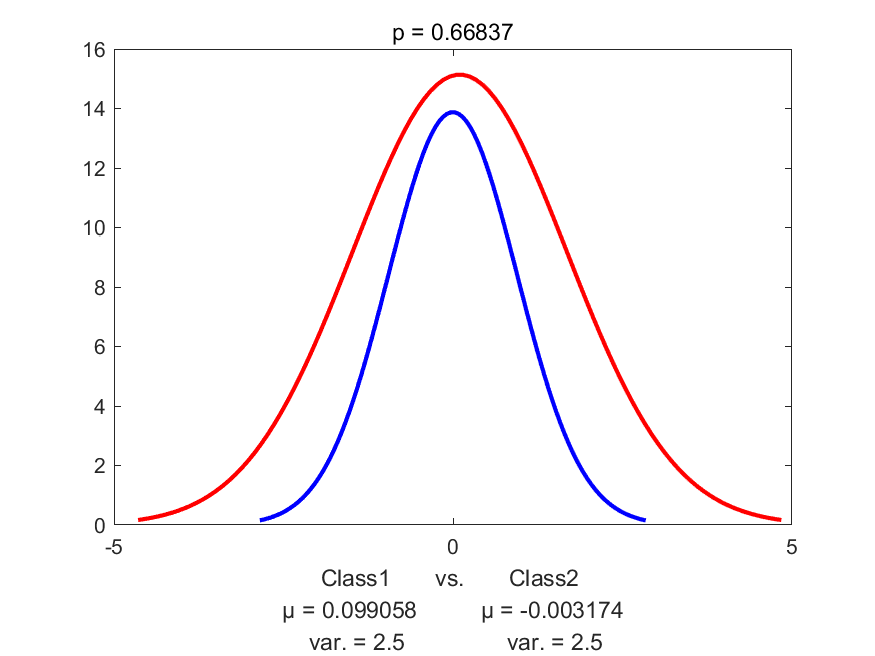 p = 0.66837
16
14
12
10
8
6
4
2
0
-5 0 5
Class1 vs. Class2
μ = 0.099058 μ = -0.003174
var. = 2.5 var. = 2.5